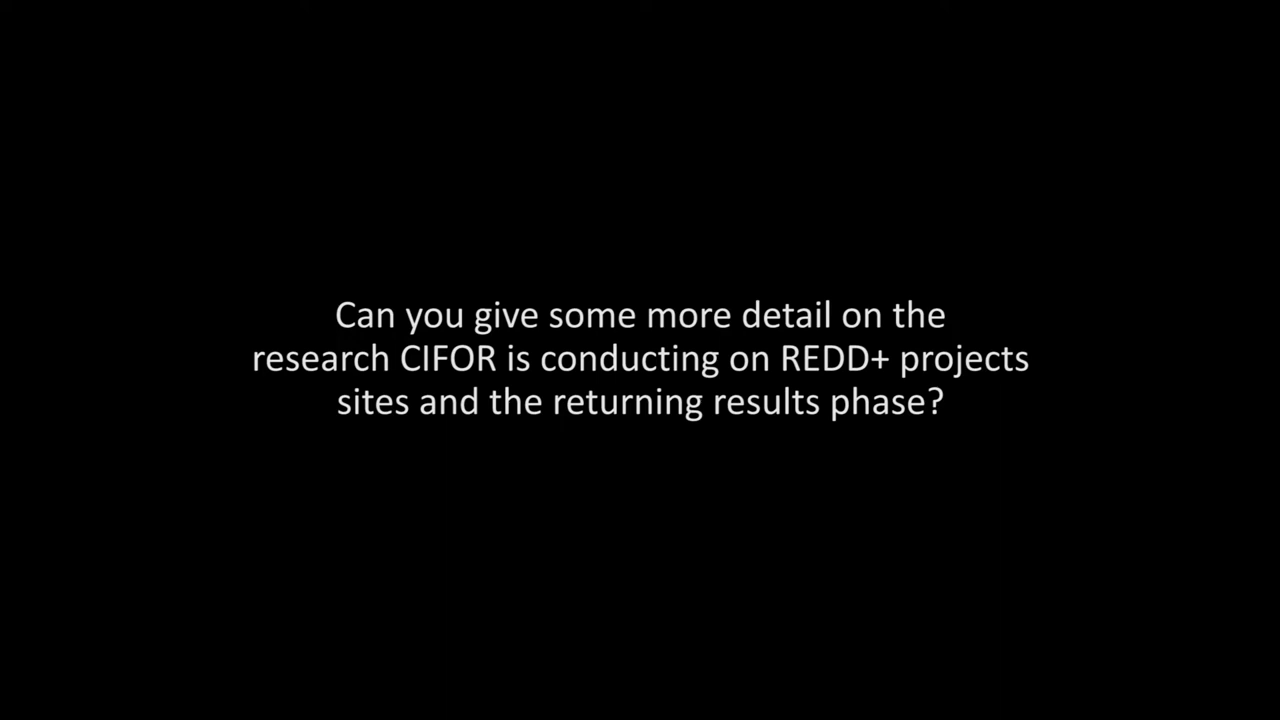 Can you give some more detail on the
research CIFOR is conducting on REDD+ projects
sites and the returning results phase?